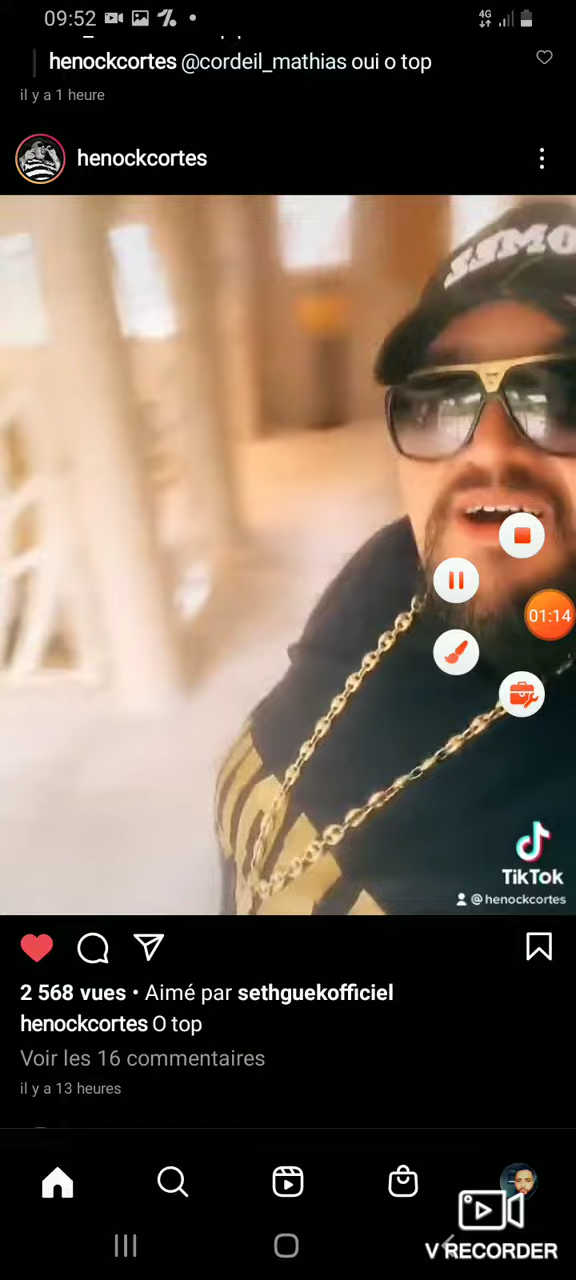 09:52 4G
henockcortes @cordeil_mathias oui o top
il y a 1 heure
henockcortes
01:14
TikTok
@henockcortes
2 568 vues • Aimé par sethguekofficiel
henockcortes O top
Voir les 16 commentaires
il y a 13 heures
V RECORDER